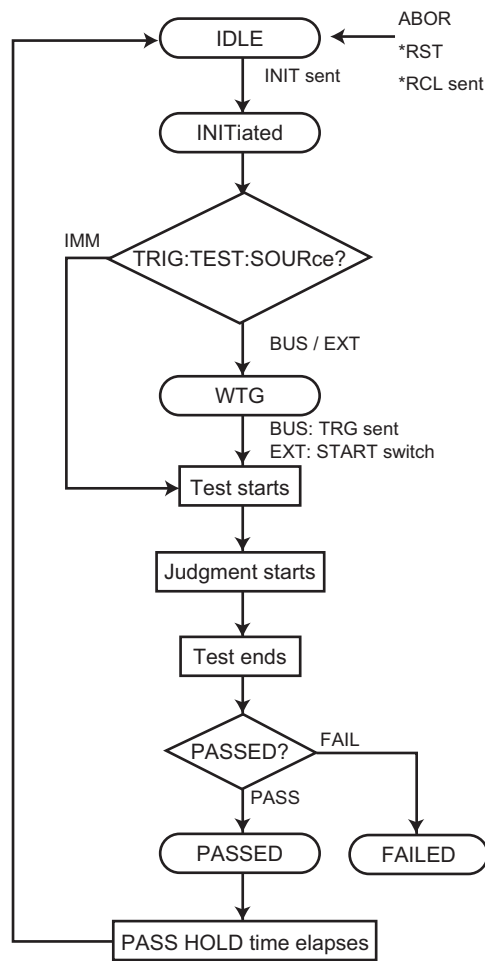 ABOR
IDLE
*RST
*RCL sent
INIT sent
INITiated
IMM
TRIG:TEST:SOURce?
BUS / EXT
WTG
BUS: TRG sent
EXT: START switch
Test starts
Judgment starts
Test ends
PASSED?
FAIL
PASS
PASSED
FAILED
PASS HOLD time elapses